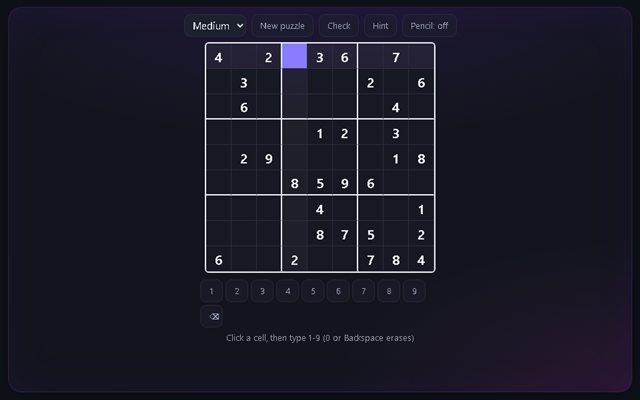 Medium New puzzle Check Hint Pencil: off
4 2 3 6 7
3 2 6
6 4
1 2 3
2 9 1 8
8 5 9 6
4 1
8 7 5 2
6 2 7 8 4
1 2 3 4 5 6 7 8 9
⌫
Click a cell, then type 1-9 (0 or Backspace erases)